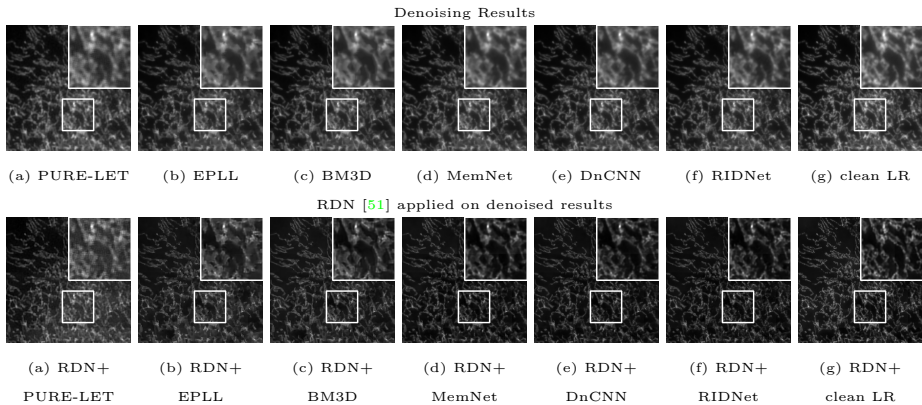 Denoising Results
(a) PURE-LET (b) EPLL (c) BM3D (d) MemNet (e) DnCNN (f) RIDNet (g) clean LR
RDN [51] applied on denoised results
(a) RDN+ (b) RDN+ (c) RDN+ (d) RDN+ (e) RDN+ (f) RDN+ (g) RDN+
PURE-LET EPLL BM3D MemNet DnCNN RIDNet clean LR